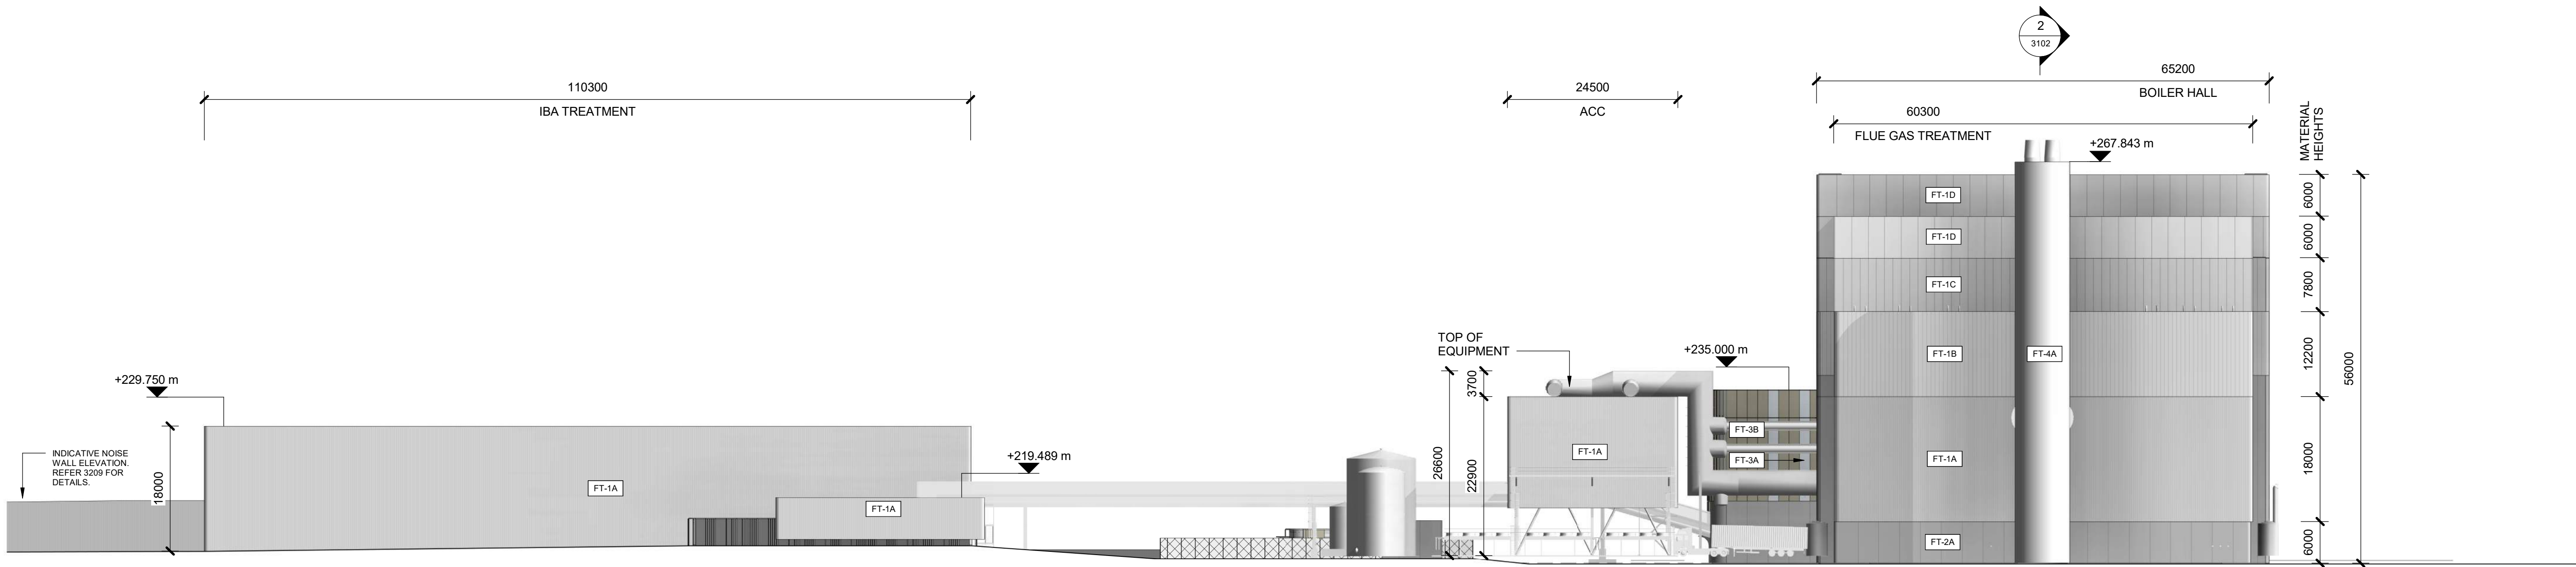 2
3102
110300
IBA TREATMENT
24500
ACC
65200
BOILER HALL
60300
FLUE GAS TREATMENT
MATERIAL
HEIGHTS
+267.843 m
FT-1D
6000
FT-1D
6000
FT-1C
7800
TOP OF
EQUIPMENT
+235.000 m
FT-1B
FT-4A
12200
56000
+229.750 m
3700
26600
22900
FT-3B
FT-1A
FT-3A
FT-1A
18000
INDICATIVE NOISE
WALL ELEVATION.
REFER 3209 FOR
DETAILS.
18000
FT-1A
+219.489 m
FT-1A
FT-2A
6000